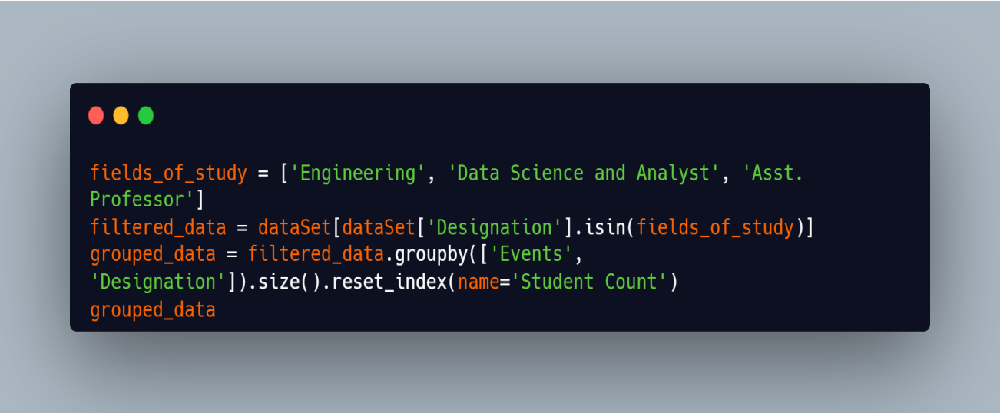 fields_of_study = ['Engineering', 'Data Science and Analyst', 'Asst.
Professor']
filtered_data = dataSet[dataSet['Designation'].isin(fields_of_study)]
grouped_data = filtered_data.groupby(['Events',
'Designation']).size().reset_index(name='Student Count')
grouped_data